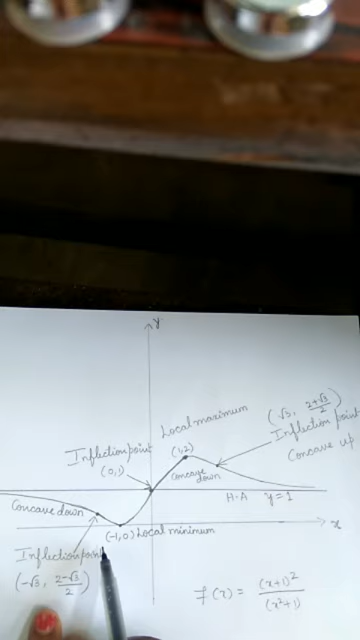 y
Local maximum
(√3, 2+√3/2)
Inflection point
Concave up
Inflection point
(0,1)
(1,2)
Concave
down
H.A y=1
Concave down
x
(-1,0) Local minimum
Inflection point
(-√3, 2-√3/2)
f(x) = (x+1)²/(x²+1)